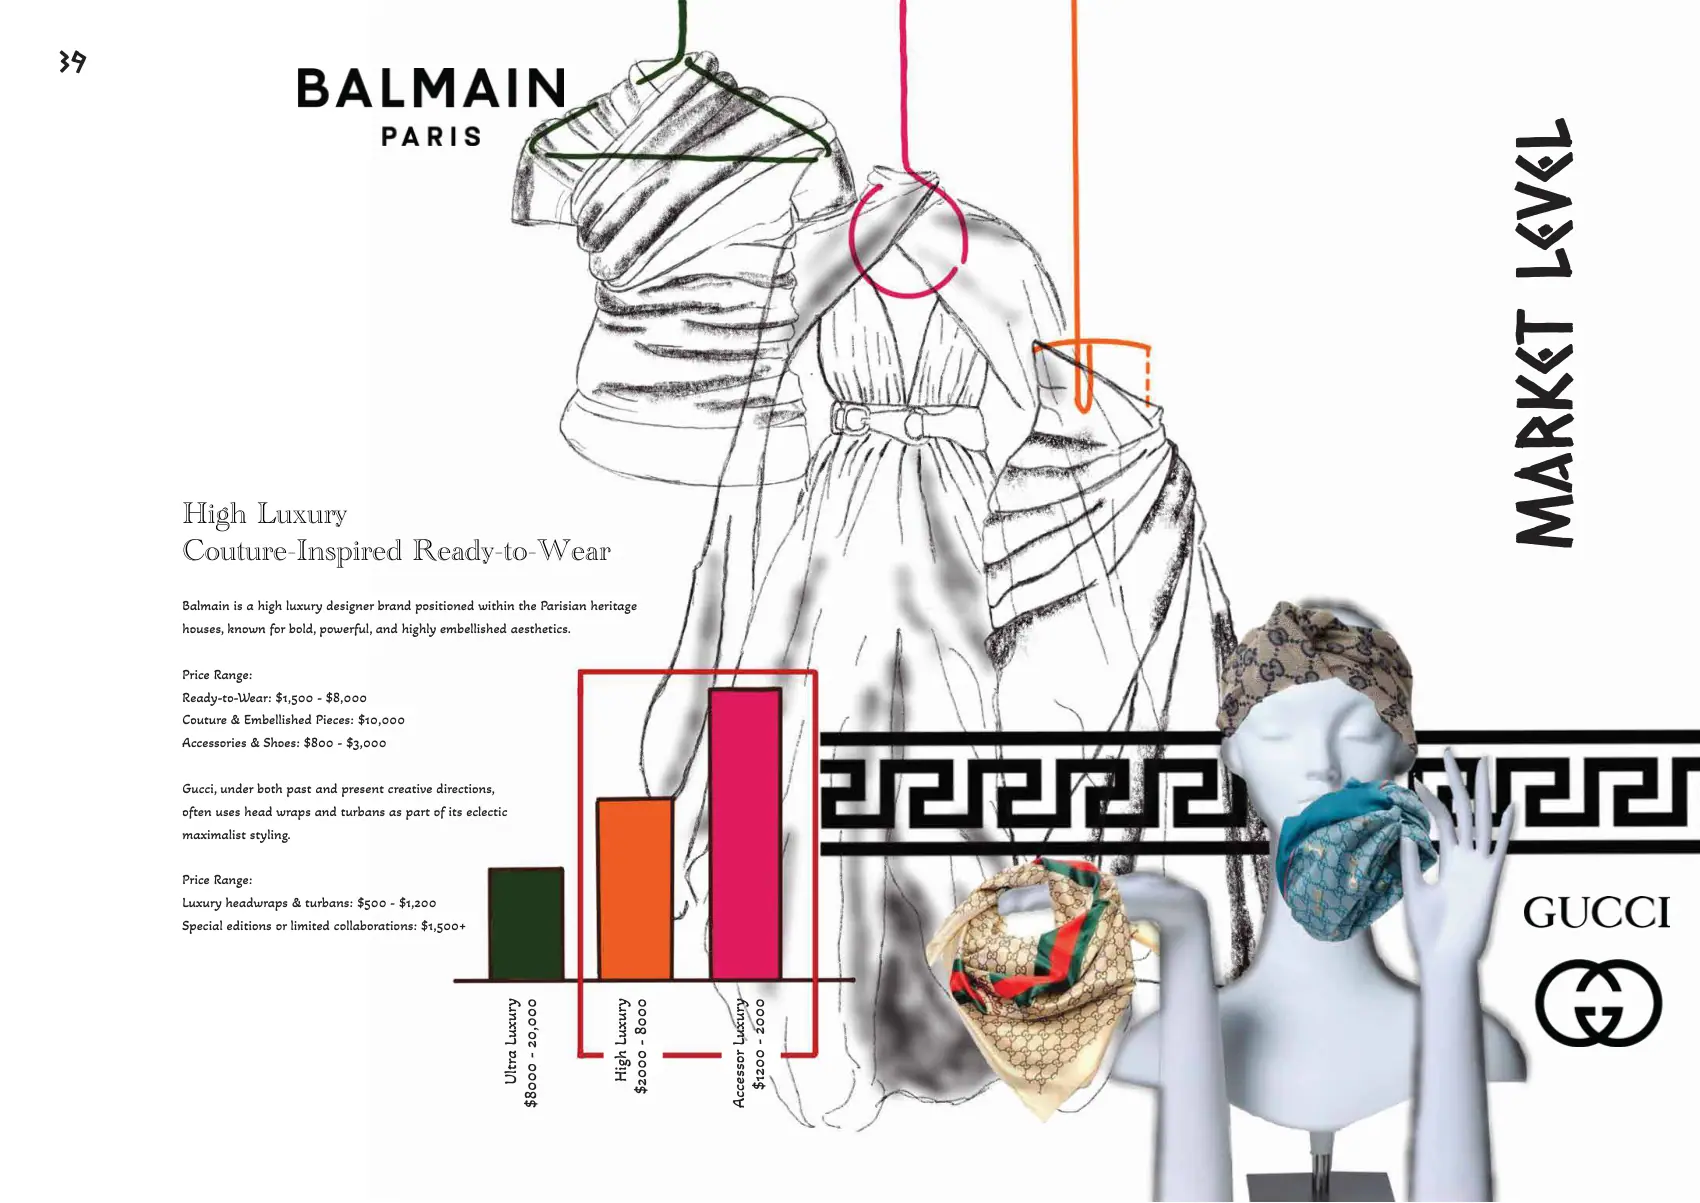 39
BALMAIN
PARIS
MARKET LEVEL
High Luxury
Couture-Inspired Ready-to-Wear
Balmain is a high luxury designer brand positioned within the Parisian heritage
houses, known for bold, powerful, and highly embellished aesthetics.
Price Range:
Ready-to-Wear: $1,500 - $8,000
Couture & Embellished Pieces: $10,000
Accessories & Shoes: $800 - $3,000
Gucci, under both past and present creative directions,
often uses head wraps and turbans as part of its eclectic
maximalist styling.
Price Range:
Luxury headwraps & turbans: $500 - $1,200
Special editions or limited collaborations: $1,500+
Ultra Luxury
$8000 - 20,000
High Luxury
$2000 - 8000
Accessor Luxury
$1200 - 2000
GUCCI